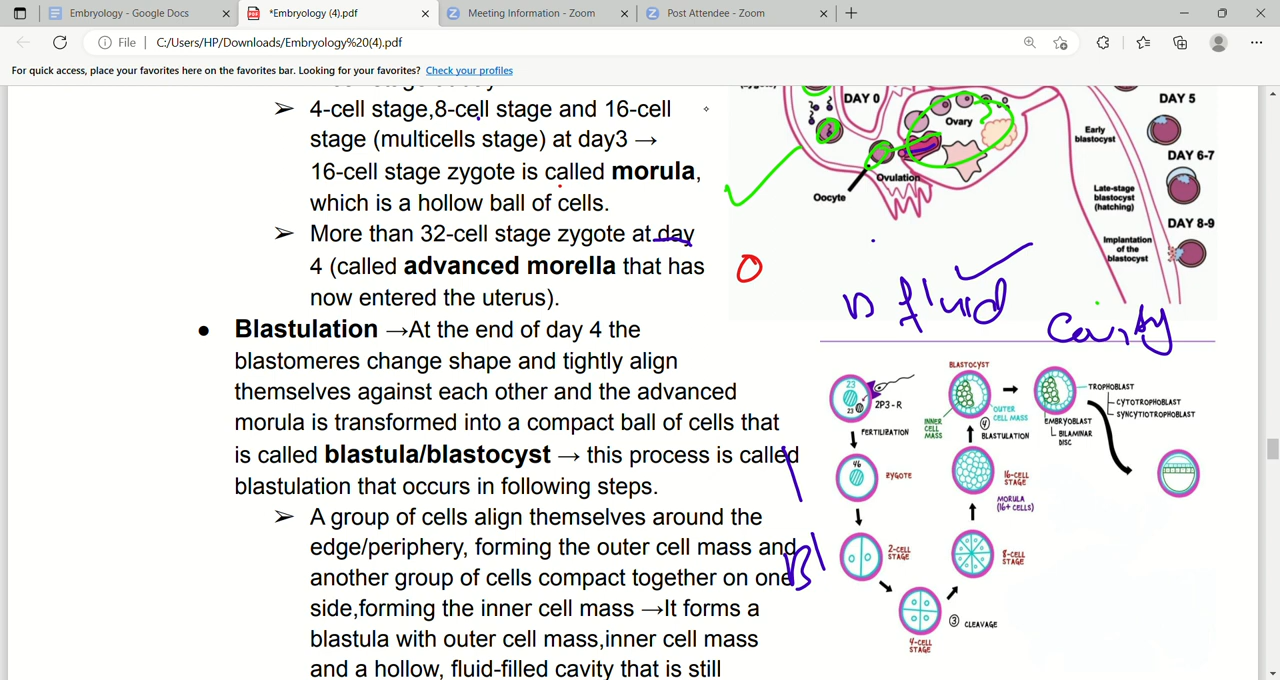 Embryology - Google Docs
*Embryology (4).pdf
Meeting Information - Zoom
Post Attendee - Zoom
File
C:/Users/HP/Downloads/Embryology%20(4).pdf
For quick access, place your favorites here on the favorites bar. Looking for your favorites? Check your profiles
➢ 4-cell stage,8-cell stage and 16-cell
stage (multicells stage) at day3 →
16-cell stage zygote is called morula,
which is a hollow ball of cells.
➢ More than 32-cell stage zygote at day
4 (called advanced morella that has
now entered the uterus).
● Blastulation →At the end of day 4 the
blastomeres change shape and tightly align
themselves against each other and the advanced
morula is transformed into a compact ball of cells that
is called blastula/blastocyst → this process is called
blastulation that occurs in following steps.
➢ A group of cells align themselves around the
edge/periphery, forming the outer cell mass and
another group of cells compact together on one
side,forming the inner cell mass →It forms a
blastula with outer cell mass,inner cell mass
and a hollow, fluid-filled cavity that is still
DAY 0
Ovary
Ovulation
Oocyte
DAY 5
Early
blastocyst
DAY 6-7
Late-stage
blastocyst
(hatching)
DAY 8-9
Implantation
of the
blastocyst
fluid
cavity
BLASTOCYST
23
23
2P3-R
FERTILIZATION
46
ZYGOTE
2-CELL
STAGE
4-CELL
STAGE
③ CLEAVAGE
8-CELL
STAGE
16-CELL
STAGE
MORULA
(16+ CELLS)
④
BLASTULATION
INNER
CELL
MASS
OUTER
CELL MASS
TROPHOBLAST
CYTOTROPHOBLAST
SYNCYTIOTROPHOBLAST
EMBRYOBLAST
BILAMINAR
DISC